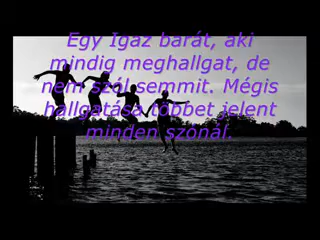 Egy Igaz barát, aki
mindig meghallgat, de
nem szól semmit. Mégis
hallgatása többet jelent
minden szónál.